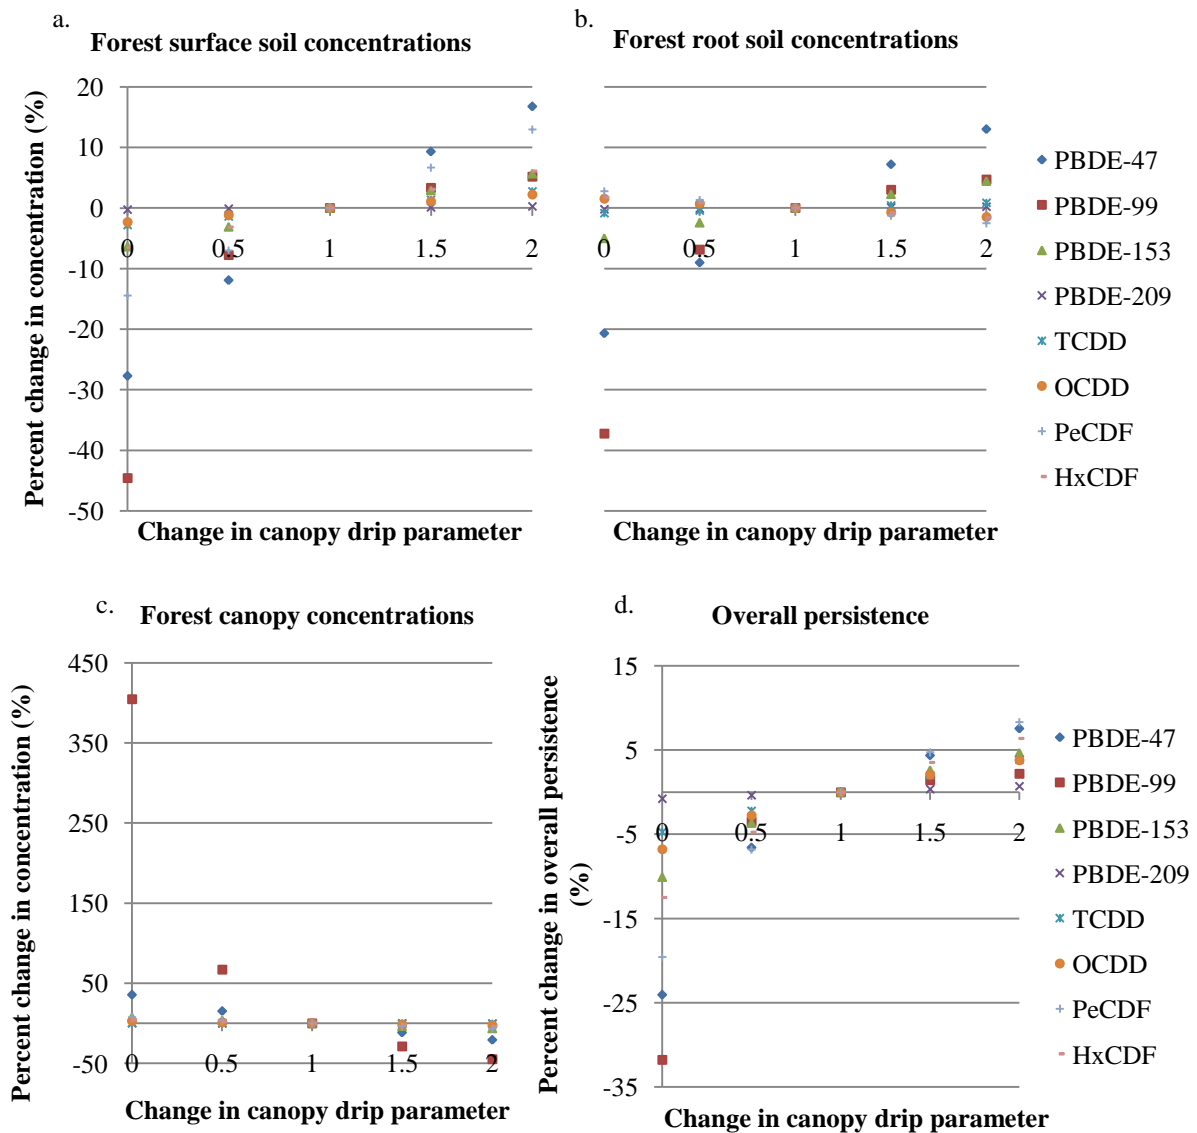 a.
Forest surface soil concentrations
20
10
0
-10
-20
-30
-40
-50
Percent change in concentration (%)
0 0.5 1 1.5 2
Change in canopy drip parameter
b.
Forest root soil concentrations
0 0.5 1 1.5 2
Change in canopy drip parameter
PBDE-47
PBDE-99
PBDE-153
PBDE-209
TCDD
OCDD
PeCDF
HxCDF
c.
Forest canopy concentrations
450
350
250
150
50
-50
Percent change in concentration (%)
0 0.5 1 1.5 2
Change in canopy drip parameter
d.
Overall persistence
15
5
-5
-15
-25
-35
Percent change in overall persistence
(%)
0 0.5 1 1.5 2
Change in canopy drip parameter
PBDE-47
PBDE-99
PBDE-153
PBDE-209
TCDD
OCDD
PeCDF
HxCDF